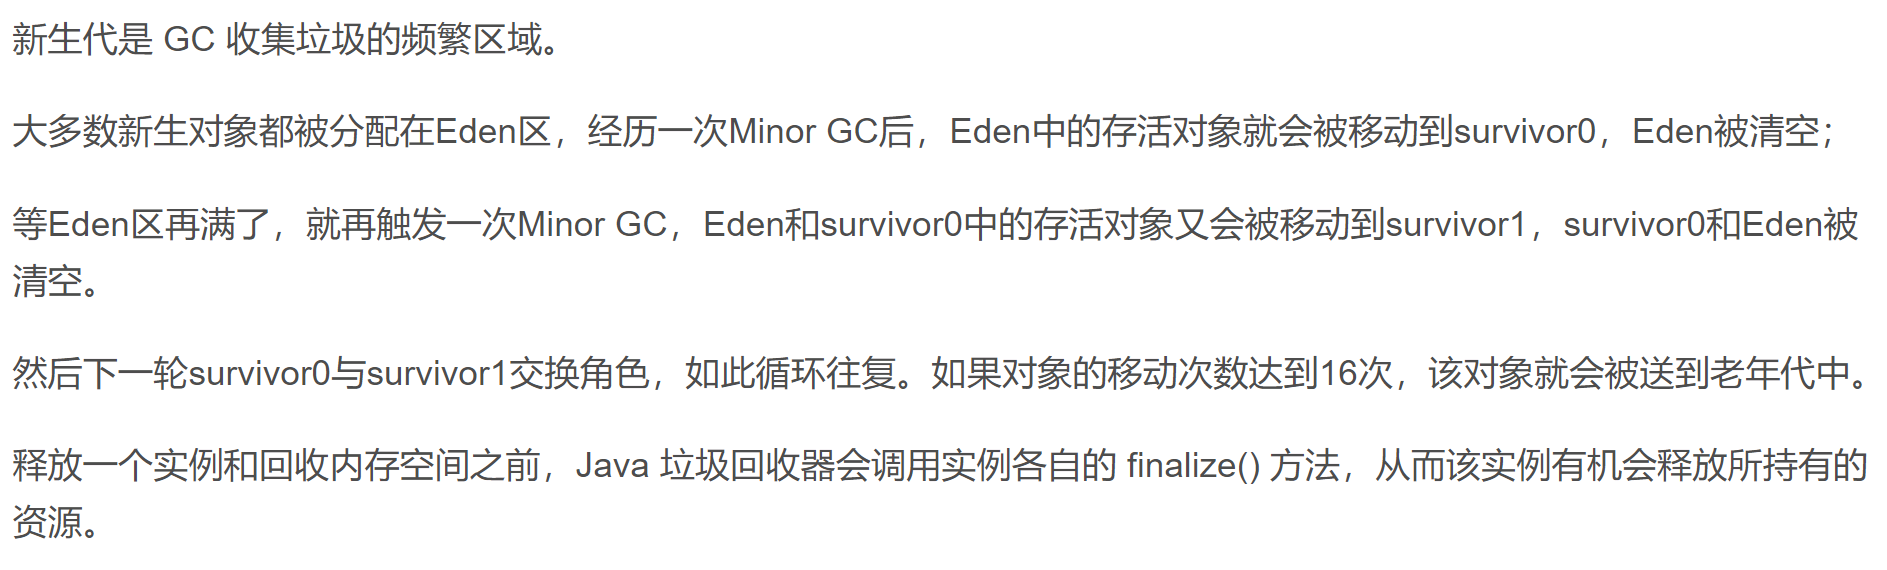 新生代是 GC 收集垃圾的频繁区域。
大多数新生对象都被分配在Eden区，经历一次Minor GC后，Eden中的存活对象就会被移动到survivor0，Eden被清空；
等Eden区再满了，就再触发一次Minor GC，Eden和survivor0中的存活对象又会被移动到survivor1，survivor0和Eden被
清空。
然后下一轮survivor0与survivor1交换角色，如此循环往复。如果对象的移动次数达到16次，该对象就会被送到老年代中。
释放一个实例和回收内存空间之前，Java 垃圾回收器会调用实例各自的 finalize() 方法，从而该实例有机会释放所持有的
资源。